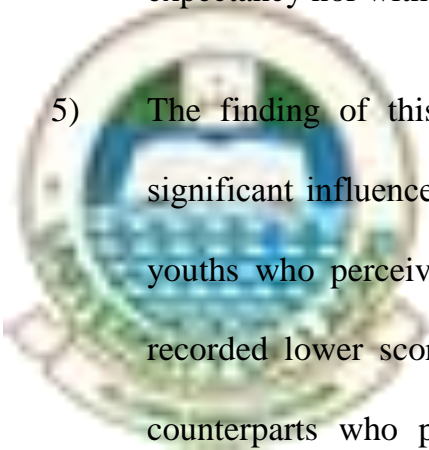 5) The finding of this
significant influence
youths who perceiv
recorded lower scor
counterparts who p